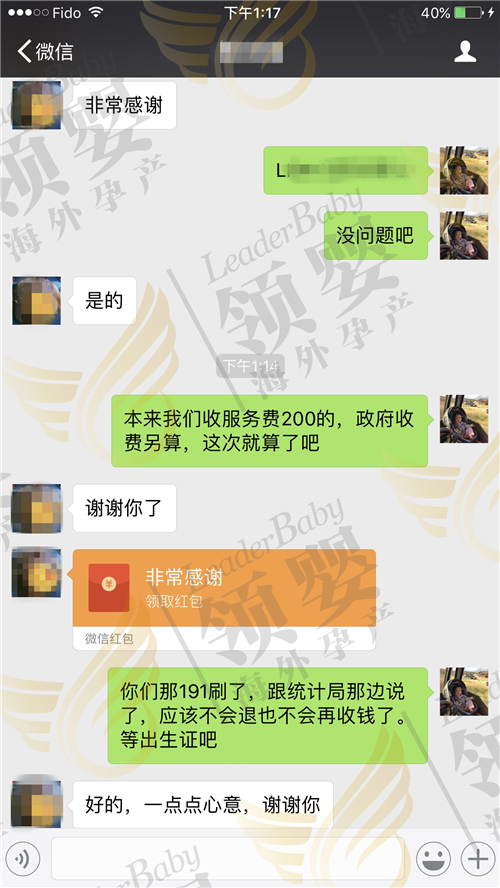 Fido
下午1:17
40%
微信
非常感谢
没问题吧
是的
下午1:14
本来我们收服务费200的，政府收
费另算，这次就算了吧
谢谢你了
非常感谢
领取红包
微信红包
你们那191刷了，跟统计局那边说
了，应该不会退也不会再收钱了。
等出生证吧
好的，一点点心意，谢谢你
LeaderBaby
领婴
海外孕产